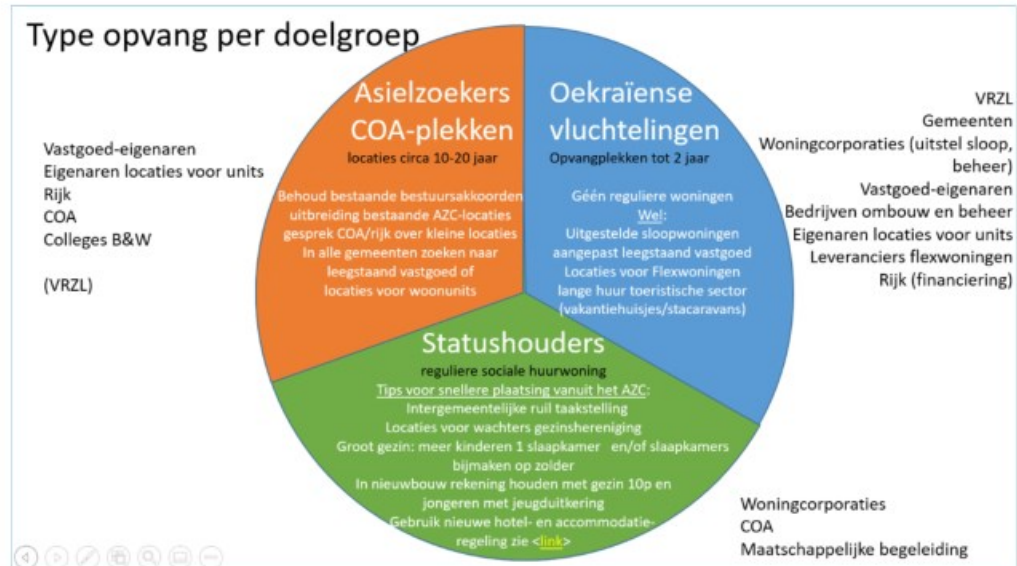 Type opvang per doelgroep
Asielzoekers
COA-plekken
locaties circa 10-20 jaar
Behoud bestaande bestuursakkoorden
uitbreiding bestaande AZC-locaties
gesprek COA/rijk over kleine locaties
In alle gemeenten zoeken naar
leegstaand vastgoed of
locaties voor woonunits
Vastgoed-eigenaren
Eigenaren locaties voor units
Rijk
COA
Colleges B&W
(VRZL)
Oekraïense
vluchtelingen
Opvangplekken tot 2 jaar
Géén reguliere woningen
Wel:
Uitgestelde sloopwoningen
aangepast leegstand vastgoed
Locaties voor Flexwoningen
lange huur toeristische sector
(vakantiehuisjes/stacaravans)
VRZL
Gemeenten
Woningcorporaties (uitstel sloop,
beheer)
Vastgoed-eigenaren
Bedrijven ombouw en beheer
Eigenaren locaties voor units
Leveranciers flexwoningen
Rijk (financiering)
Statushouders
reguliere sociale huurwoning
Tips voor snellere plaatsing vanuit het AZC:
Intergemeentelijke ruil taakstelling
Locaties voor wachters gezinshereniging
Groot gezin: meer kinderen 1 slaapkamer en/of slaapkamers
bijmaken op zolder
In nieuwbouw rekening houden met gezin 10p en
jongeren met jeugduitkering
Gebruik nieuwe hotel- en accommodatie-
regeling zie <link>
Woningcorporaties
COA
Maatschappelijke begeleiding